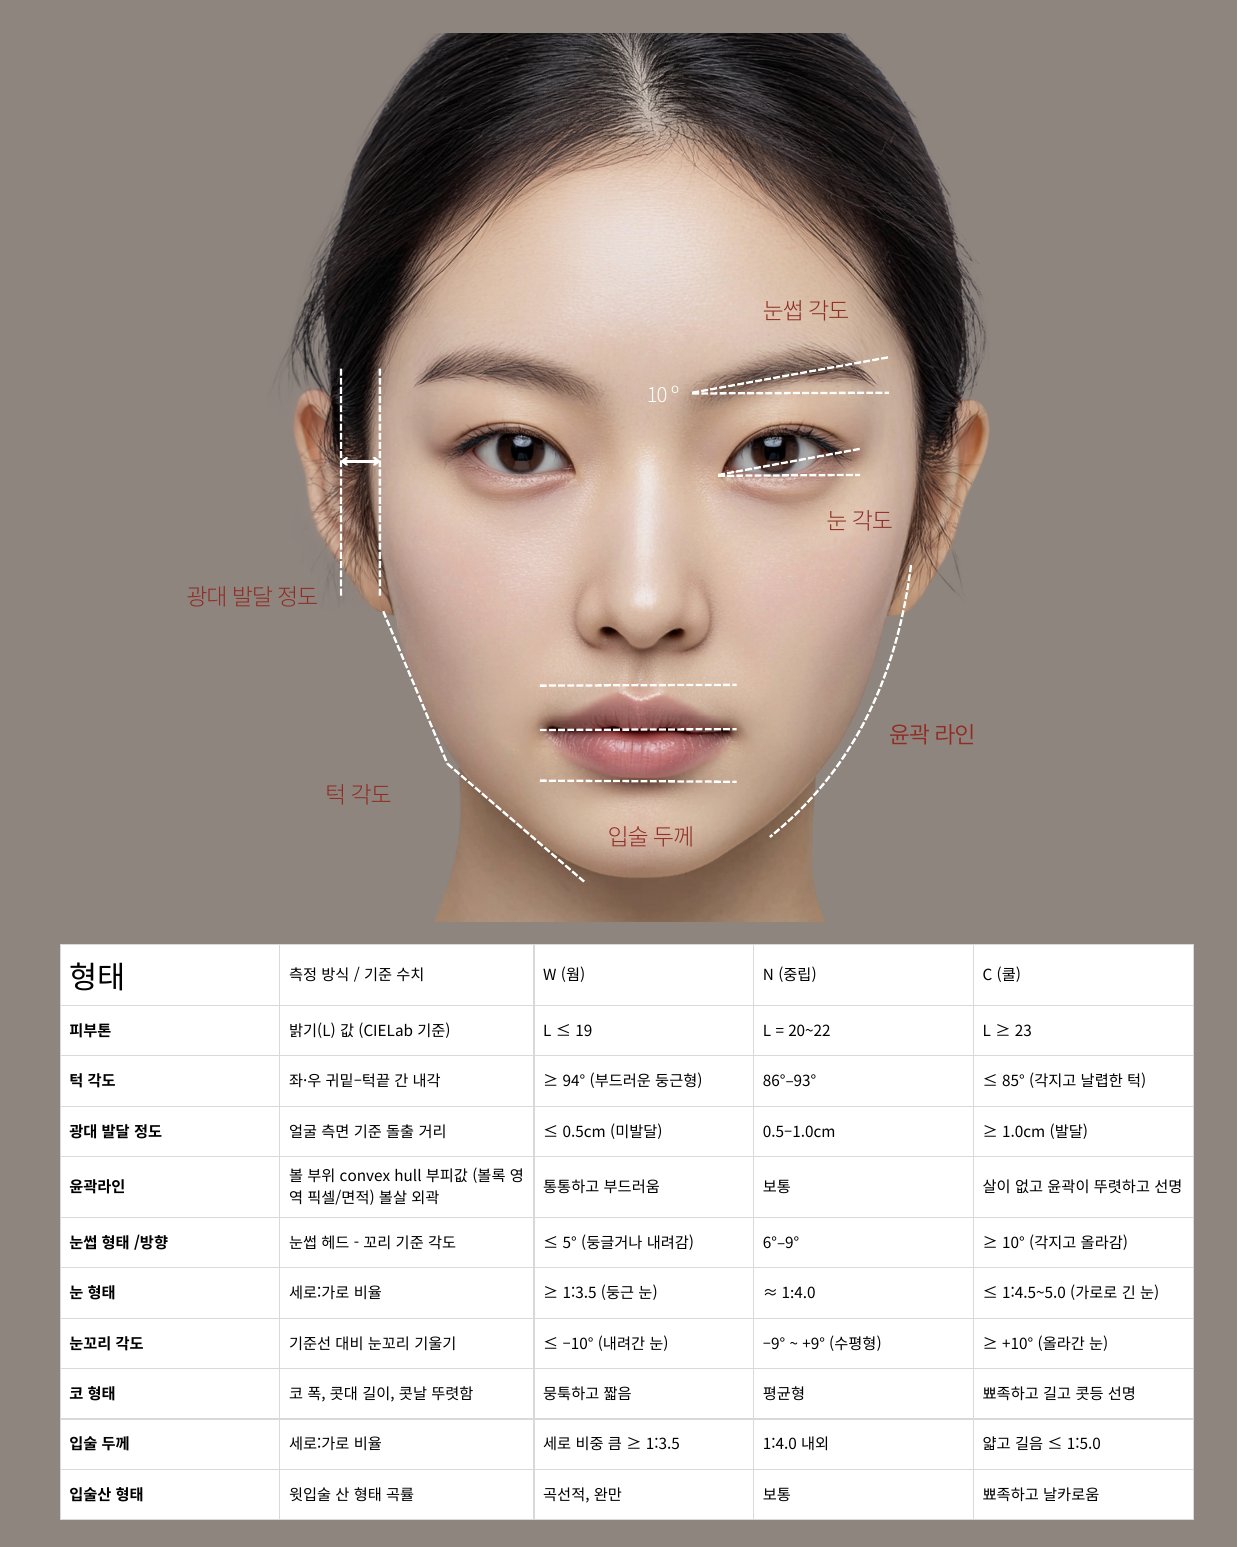 눈썹 각도
10 º
눈 각도
광대 발달 정도
윤곽 라인
턱 각도
입술 두께
형태 측정 방식 / 기준 수치 W (웜) N (중립) C (쿨)
피부톤 밝기(L) 값 (CIELab 기준) L ≤ 19 L = 20~22 L ≥ 23
턱 각도 좌·우 귀밑–턱끝 간 내각 ≥ 94° (부드러운 둥근형) 86°–93° ≤ 85° (각지고 날렵한 턱)
광대 발달 정도 얼굴 측면 기준 돌출 거리 ≤ 0.5cm (미발달) 0.5–1.0cm ≥ 1.0cm (발달)
윤곽라인 볼 부위 convex hull 부피값 (볼록 영
역 픽셀/면적) 볼살 외곽 통통하고 부드러움 보통 살이 없고 윤곽이 뚜렷하고 선명
눈썹 형태 /방향 눈썹 헤드 - 꼬리 기준 각도 ≤ 5° (둥글거나 내려감) 6°–9° ≥ 10° (각지고 올라감)
눈 형태 세로:가로 비율 ≥ 1:3.5 (둥근 눈) ≈ 1:4.0 ≤ 1:4.5~5.0 (가로로 긴 눈)
눈꼬리 각도 기준선 대비 눈꼬리 기울기 ≤ −10° (내려간 눈) −9° ~ +9° (수평형) ≥ +10° (올라간 눈)
코 형태 코 폭, 콧대 길이, 콧날 뚜렷함 뭉툭하고 짧음 평균형 뾰족하고 길고 콧등 선명
입술 두께 세로:가로 비율 세로 비중 큼 ≥ 1:3.5 1:4.0 내외 얇고 길음 ≤ 1:5.0
입술산 형태 윗입술 산 형태 곡률 곡선적, 완만 보통 뾰족하고 날카로움